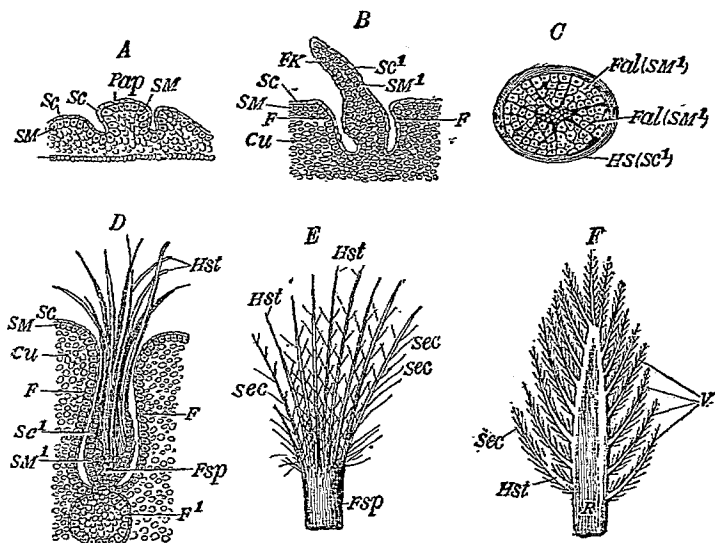 A
Pap
SM
Sc
Sc
SM
B
FK
Sc¹
SM¹
Sc
SM
F
F
Cu
C
Fal(SM¹)
Fal(SM¹)
Hs(Sc¹)
D
Hst
Sc
SM
Cu
F
F
Sc¹
SM¹
Fsp
F¹
E
Hst
Hst
sec
sec
Fsp
F
V.
Sec
Hst
R